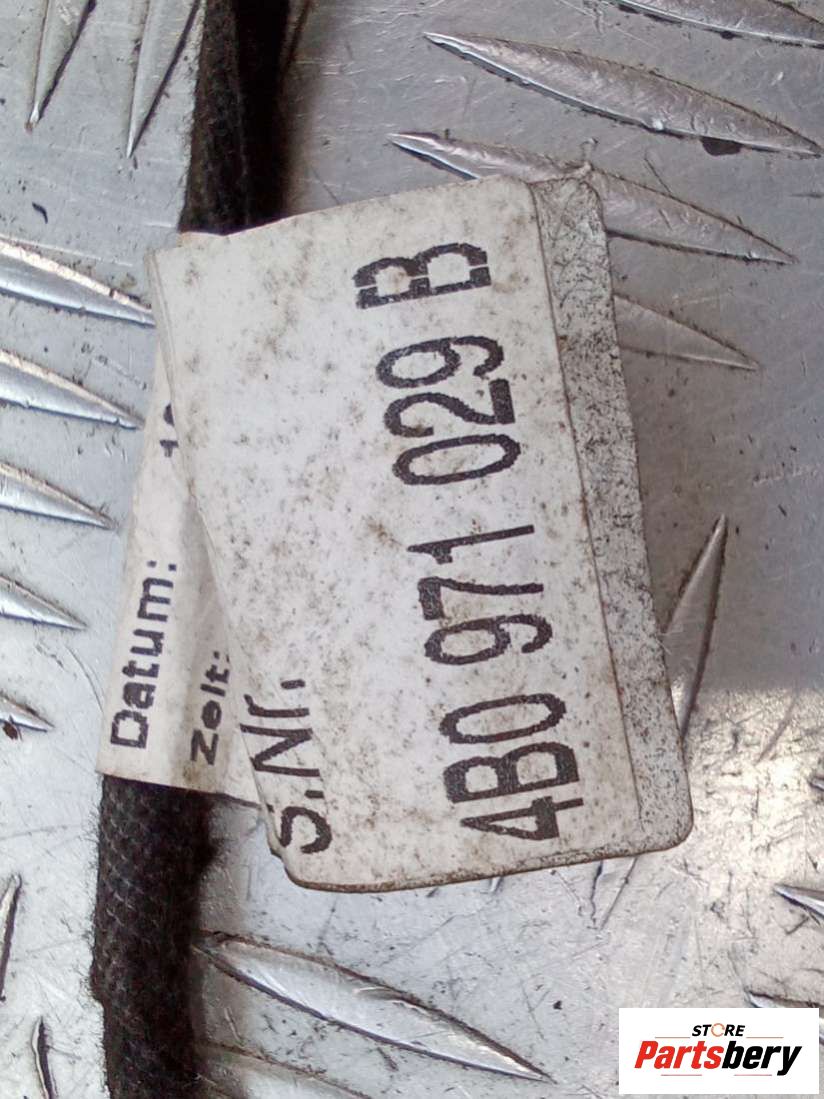 Datum:
Zeit:
S.Nr.
4B0 971 029 B
STORE
Partsbery